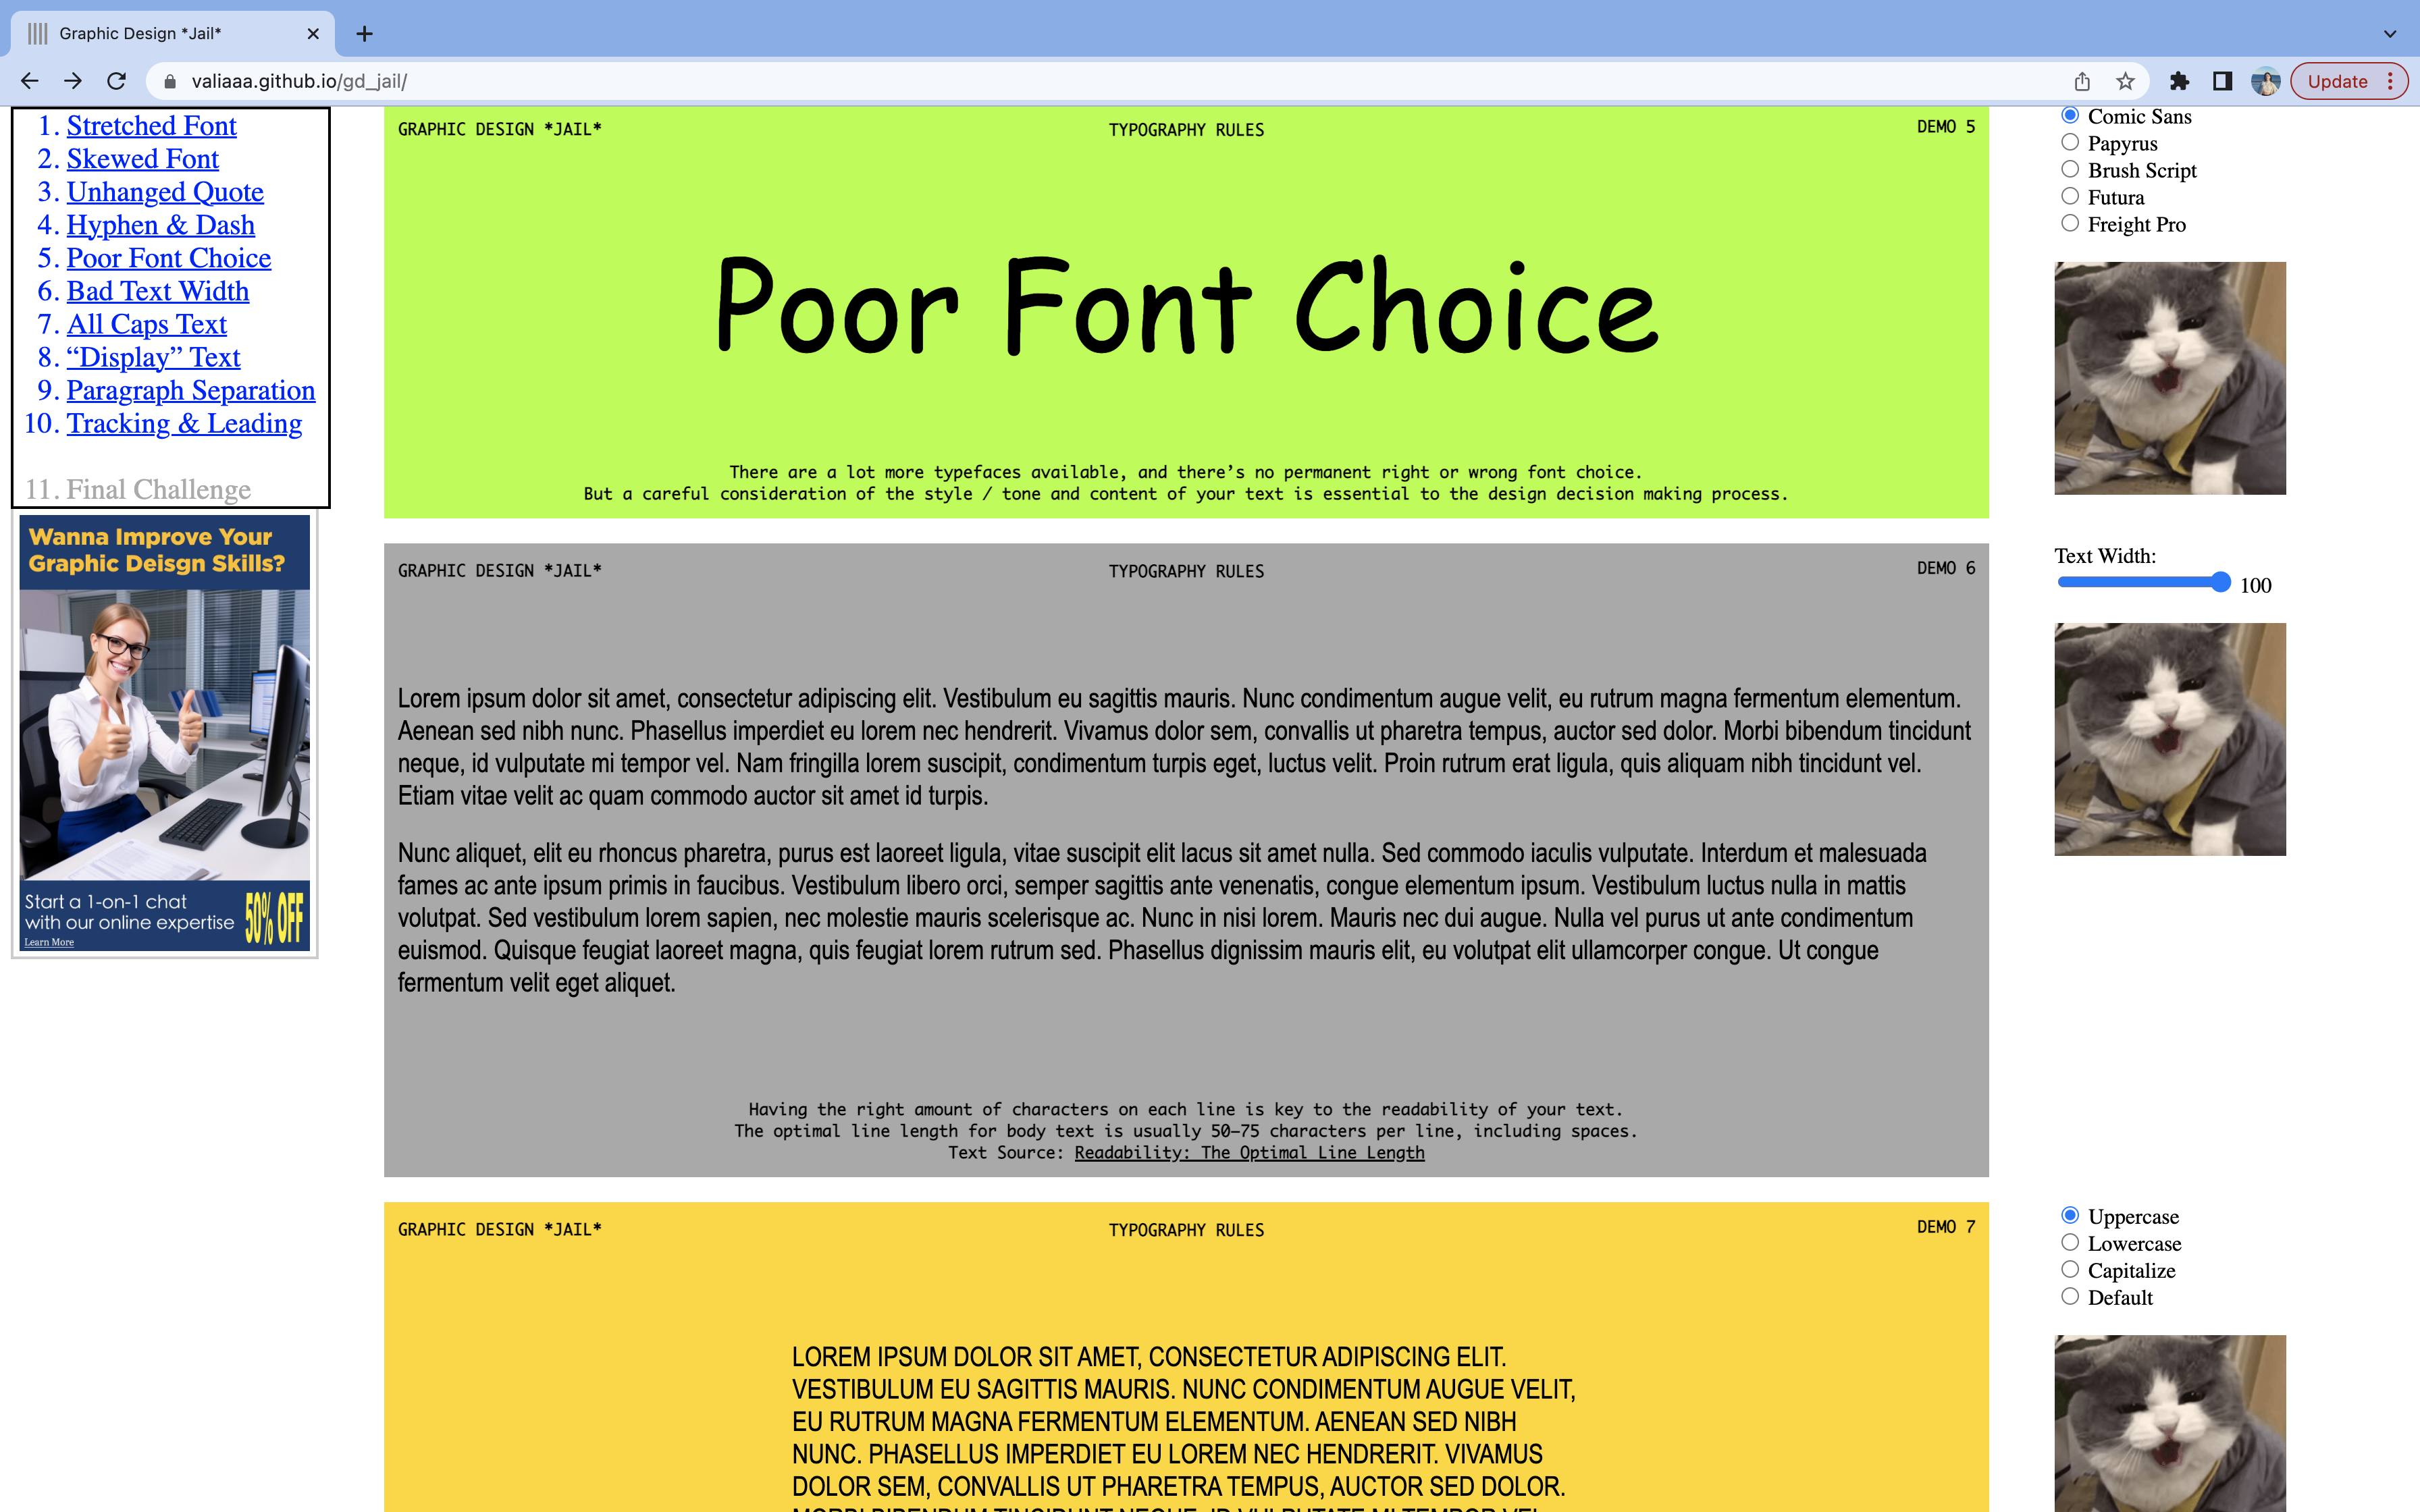 Graphic Design *Jail*
valiaaa.github.io/gd_jail/
Update
1. Stretched Font
2. Skewed Font
3. Unhanged Quote
4. Hyphen & Dash
5. Poor Font Choice
6. Bad Text Width
7. All Caps Text
8. “Display” Text
9. Paragraph Separation
10. Tracking & Leading
11. Final Challenge
Wanna Improve Your
Graphic Deisgn Skills?
Start a 1-on-1 chat
with our online expertise
50% OFF
Learn More
GRAPHIC DESIGN *JAIL*
TYPOGRAPHY RULES
DEMO 5
Poor Font Choice
There are a lot more typefaces available, and there’s no permanent right or wrong font choice.
But a careful consideration of the style / tone and content of your text is essential to the design decision making process.
Comic Sans
Papyrus
Brush Script
Futura
Freight Pro
GRAPHIC DESIGN *JAIL*
TYPOGRAPHY RULES
DEMO 6
Lorem ipsum dolor sit amet, consectetur adipiscing elit. Vestibulum eu sagittis mauris. Nunc condimentum augue velit, eu rutrum magna fermentum elementum.
Aenean sed nibh nunc. Phasellus imperdiet eu lorem nec hendrerit. Vivamus dolor sem, convallis ut pharetra tempus, auctor sed dolor. Morbi bibendum tincidunt
neque, id vulputate mi tempor vel. Nam fringilla lorem suscipit, condimentum turpis eget, luctus velit. Proin rutrum erat ligula, quis aliquam nibh tincidunt vel.
Etiam vitae velit ac quam commodo auctor sit amet id turpis.
Nunc aliquet, elit eu rhoncus pharetra, purus est laoreet ligula, vitae suscipit elit lacus sit amet nulla. Sed commodo iaculis vulputate. Interdum et malesuada
fames ac ante ipsum primis in faucibus. Vestibulum libero orci, semper sagittis ante venenatis, congue elementum ipsum. Vestibulum luctus nulla in mattis
volutpat. Sed vestibulum lorem sapien, nec molestie mauris scelerisque ac. Nunc in nisi lorem. Mauris nec dui augue. Nulla vel purus ut ante condimentum
euismod. Quisque feugiat laoreet magna, quis feugiat lorem rutrum sed. Phasellus dignissim mauris elit, eu volutpat elit ullamcorper congue. Ut congue
fermentum velit eget aliquet.
Having the right amount of characters on each line is key to the readability of your text.
The optimal line length for body text is usually 50–75 characters per line, including spaces.
Text Source: Readability: The Optimal Line Length
Text Width:
100
GRAPHIC DESIGN *JAIL*
TYPOGRAPHY RULES
DEMO 7
LOREM IPSUM DOLOR SIT AMET, CONSECTETUR ADIPISCING ELIT.
VESTIBULUM EU SAGITTIS MAURIS. NUNC CONDIMENTUM AUGUE VELIT,
EU RUTRUM MAGNA FERMENTUM ELEMENTUM. AENEAN SED NIBH
NUNC. PHASELLUS IMPERDIET EU LOREM NEC HENDRERIT. VIVAMUS
DOLOR SEM, CONVALLIS UT PHARETRA TEMPUS, AUCTOR SED DOLOR.
MORBI BIBENDUM TINCIDUNT NEQUE, ID VULPUTATE MI TEMPOR VEL.
Uppercase
Lowercase
Capitalize
Default